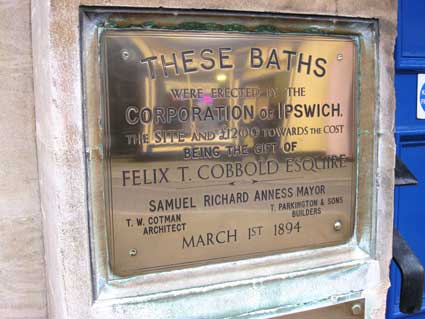 THESE BATHS
WERE ERECTED BY THE
CORPORATION OF IPSWICH.
THE SITE AND £1200 TOWARDS THE COST
BEING THE GIFT OF
FELIX T. COBBOLD ESQUIRE
SAMUEL RICHARD ANNESS MAYOR
T. W. COTMAN
ARCHITECT
T. PARKINGTON & SONS
BUILDERS
MARCH 1ST 1894